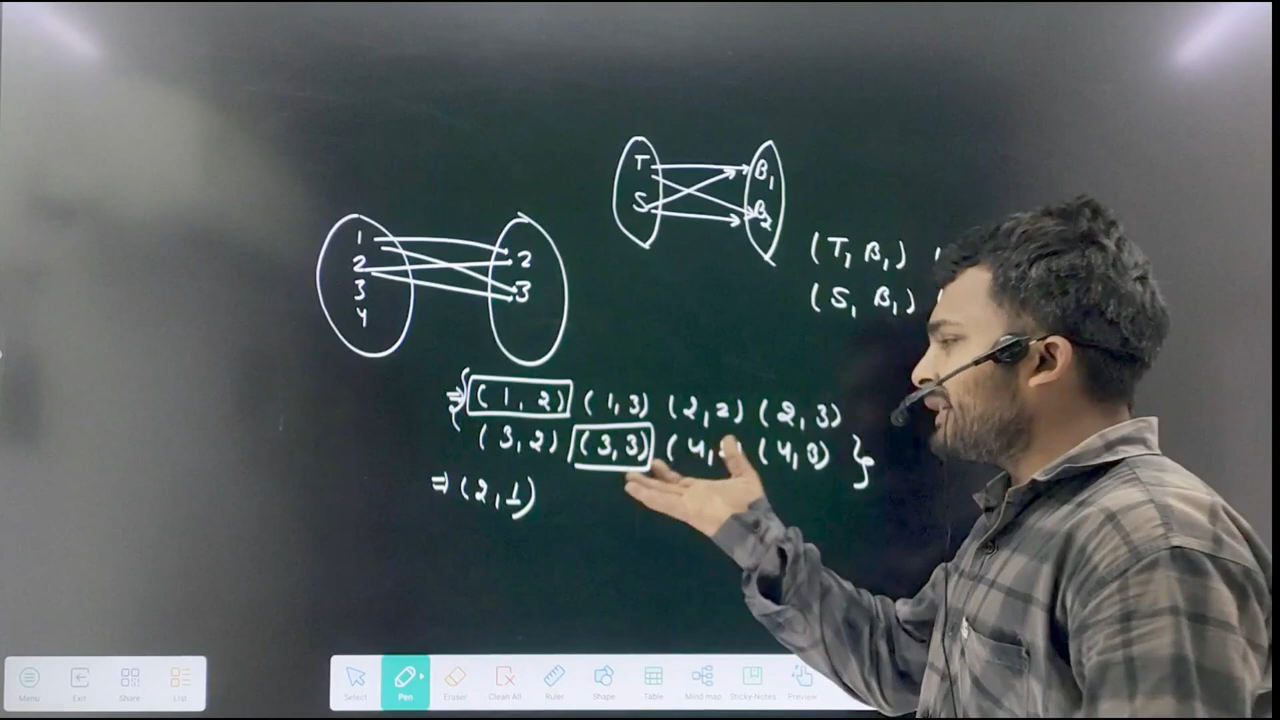 T B₁
S B₂
1 2
2 3
3
4
(T, B₁)
(S, B₁)
⇒ { (1, 2) (1, 3) (2, 2) (2, 3)
(3, 2) (3, 3) (4, (4, 3) }
⇒ (2, 1)
Menu Exit Share List Select Pen Eraser Clean All Ruler Shape Table Mind map Sticky-Notes Preview